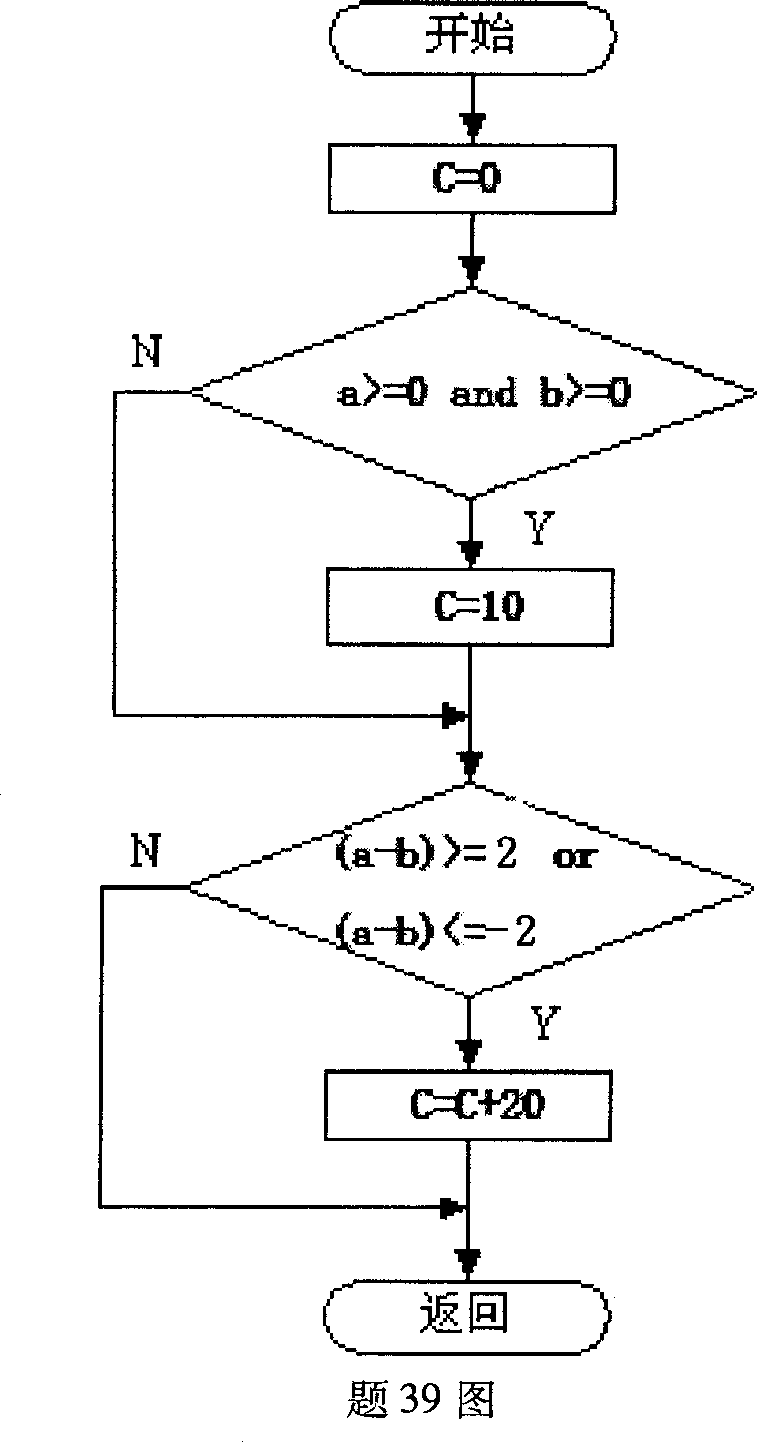 开始
C=0
N
a>=0 and b>=0
Y
C=10
N
(a-b)>=2 or
(a-b)<=-2
Y
C=C+20
返回
题39图